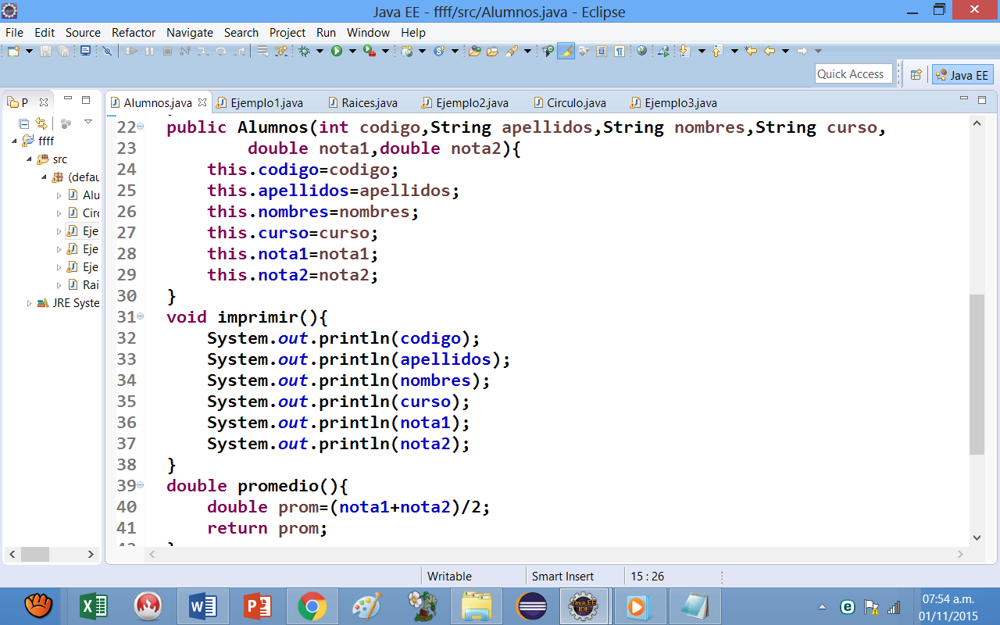 Java EE - ffff/src/Alumnos.java - Eclipse
File Edit Source Refactor Navigate Search Project Run Window Help
Quick Access
Java EE
P
Alumnos.java
Ejemplo1.java
Raices.java
Ejemplo2.java
Circulo.java
Ejemplo3.java
ffff
src
(defau
Alu
Circ
Eje
Eje
Eje
Rai
JRE Syste
22 public Alumnos(int codigo,String apellidos,String nombres,String curso,
23 double nota1,double nota2){
24 this.codigo=codigo;
25 this.apellidos=apellidos;
26 this.nombres=nombres;
27 this.curso=curso;
28 this.nota1=nota1;
29 this.nota2=nota2;
30 }
31 void imprimir(){
32 System.out.println(codigo);
33 System.out.println(apellidos);
34 System.out.println(nombres);
35 System.out.println(curso);
36 System.out.println(nota1);
37 System.out.println(nota2);
38 }
39 double promedio(){
40 double prom=(nota1+nota2)/2;
41 return prom;
Writable
Smart Insert
15 : 26
Java EE
IDE
07:54 a.m.
01/11/2015